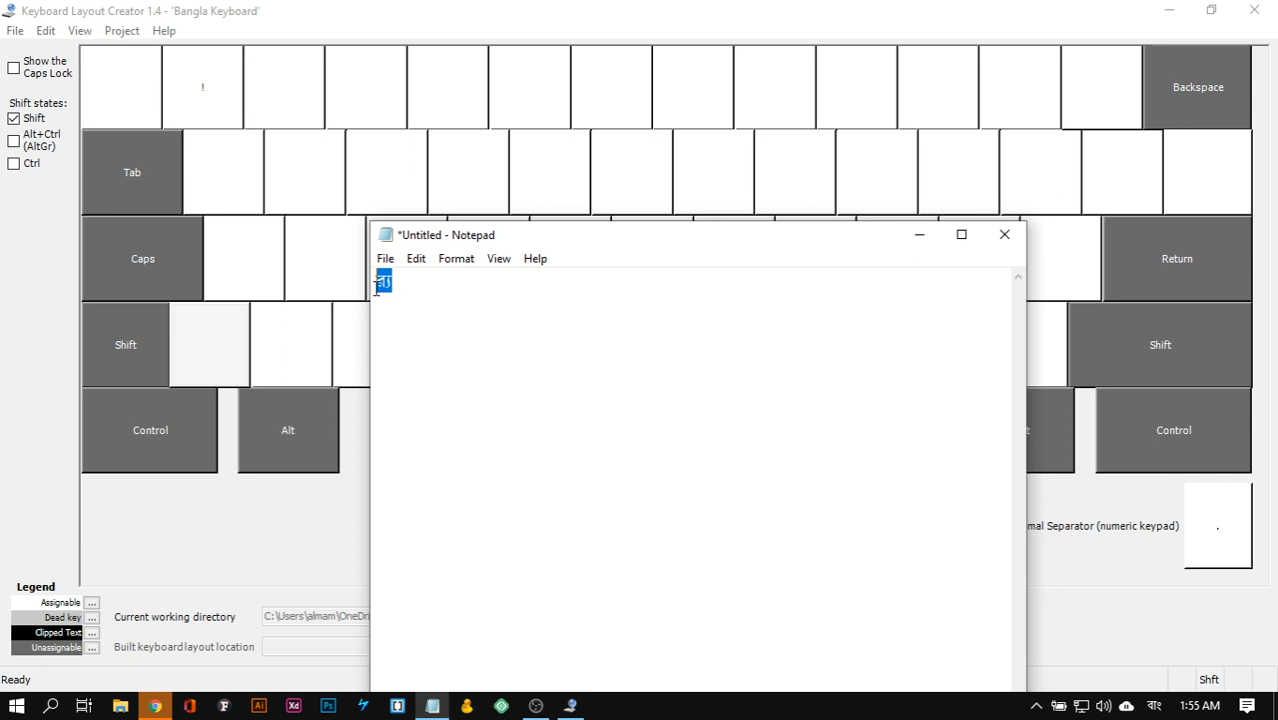 Keyboard Layout Creator 1.4 - 'Bangla Keyboard'
File Edit View Project Help
Show the
Caps Lock
Shift states:
Shift
Alt+Ctrl
(AltGr)
Ctrl
!
Backspace
Tab
Caps
Return
Shift
Shift
Control
Alt
Control
*Untitled - Notepad
File Edit Format View Help
mal Separator (numeric keypad)
.
Legend
Assignable ...
Dead key ...
Clipped Text ...
Unassignable ...
Current working directory C:\Users\almam\OneDri
Built keyboard layout location
Ready
Shft
Ai Xd Ps
বাং 1:55 AM